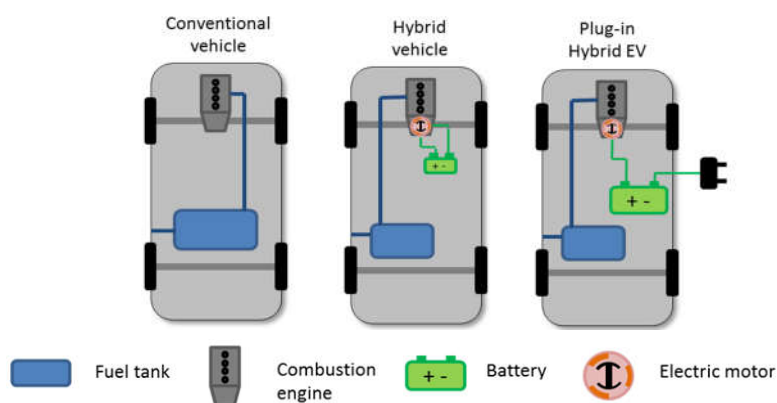 Conventional
vehicle
Hybrid
vehicle
Plug-in
Hybrid EV
+ -
+ -
Fuel tank
Combustion
engine
+ -
Battery
Electric motor